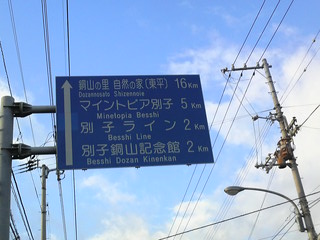 銅山の里 自然の家(東平) 16Km
Dozannosato Shizennoie
マイントピア別子 5Km
Minetopia Besshi
別子ライン 2Km
Besshi Line
別子銅山記念館 2Km
Besshi Dozan Kinenkan